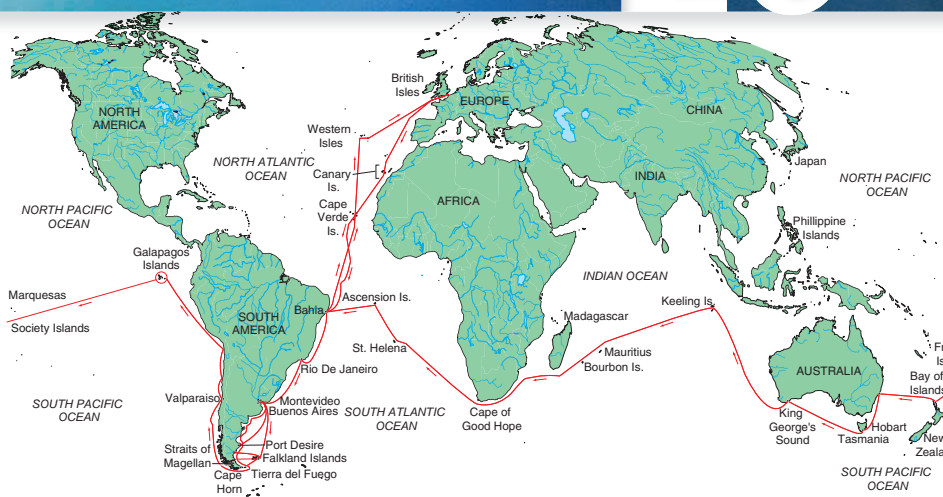 British
Isles
EUROPE
CHINA
NORTH
AMERICA
Western
Isles
NORTH ATLANTIC
OCEAN
Canary
Is.
Japan
INDIA
NORTH PACIFIC
OCEAN
AFRICA
Cape
Verde
Is.
NORTH PACIFIC
OCEAN
Phillippine
Islands
Galapagos
Islands
INDIAN OCEAN
Marquesas
Ascension Is.
Keeling Is.
Bahia
SOUTH
AMERICA
Madagascar
Society Islands
St. Helena
Mauritius
Bourbon Is.
Rio De Janeiro
AUSTRALIA
Bay of
Islands
Valparaiso
Montevideo
Buenos Aires
SOUTH PACIFIC
OCEAN
SOUTH ATLANTIC
OCEAN
Cape of
Good Hope
King
George's
Sound
Hobart
Tasmania
New
Straits of
Magellan
Port Desire
Falkland Islands
Tierra del Fuego
Cape
Horn
SOUTH PACIFIC
OCEAN